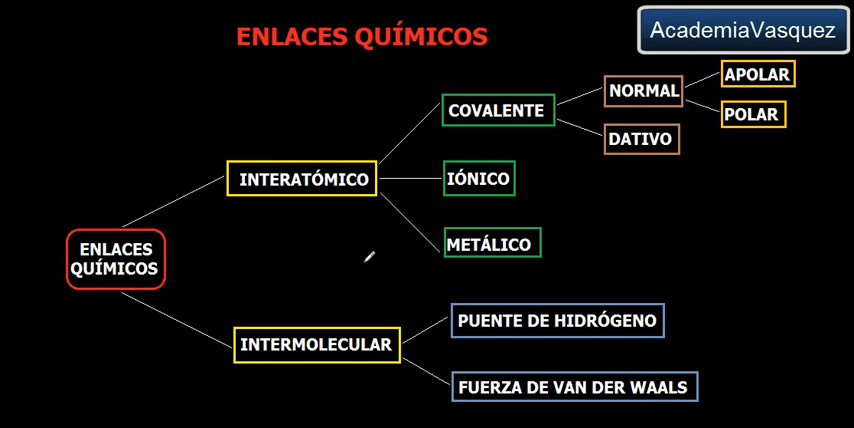 ENLACES QUÍMICOS
AcademiaVasquez
ENLACES
QUÍMICOS
INTERATÓMICO
COVALENTE
NORMAL
APOLAR
POLAR
DATIVO
IÓNICO
METÁLICO
INTERMOLECULAR
PUENTE DE HIDRÓGENO
FUERZA DE VAN DER WAALS